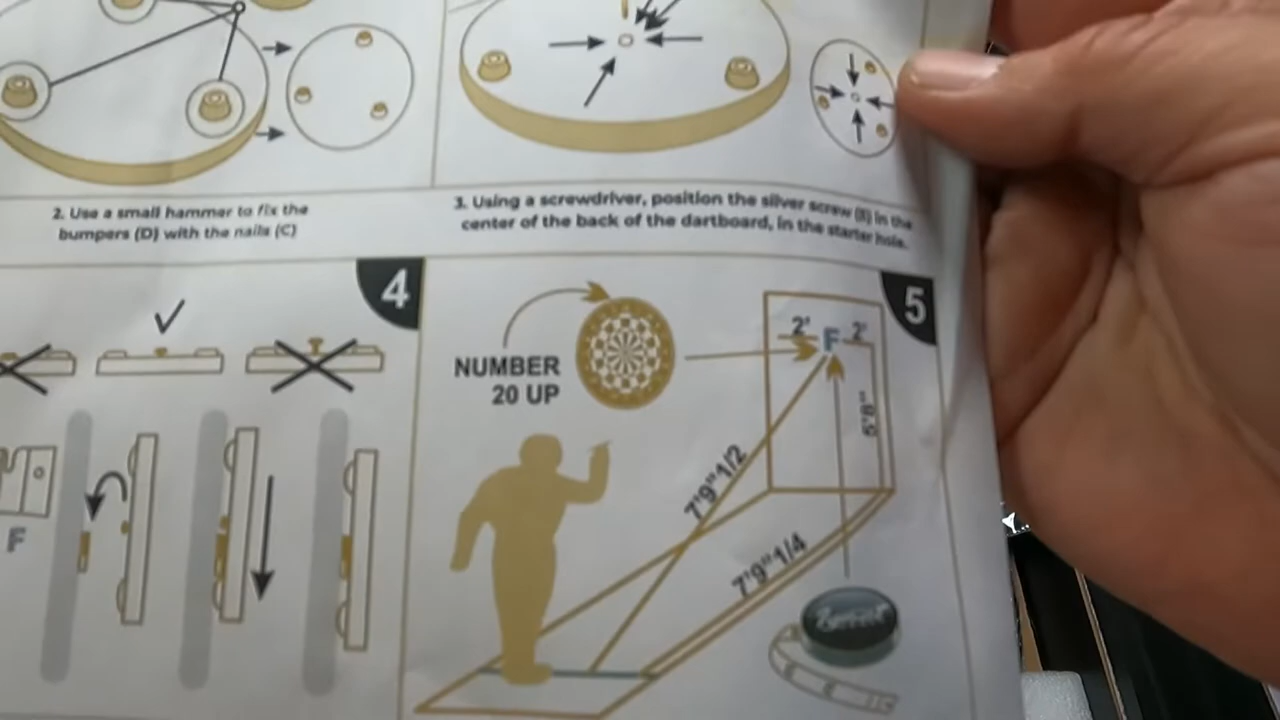 2. Use a small hammer to fix the
bumpers (D) with the nails (C)
3. Using a screwdriver, position the silver screw (E) in the
center of the back of the dartboard, in the starter hole.
4
F
5
NUMBER
20 UP
2'
F
2'
5'8"
7'9"1/2
7'9"1/4